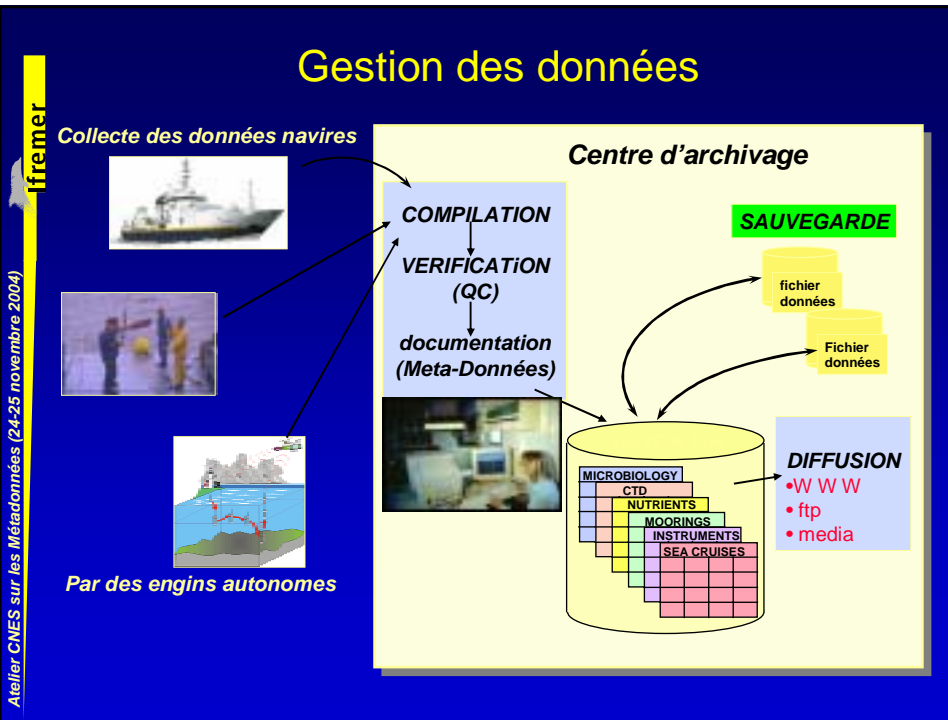 Gestion des données
Ifremer
Atelier CNES sur les Métadonnées (24-25 novembre 2004)
Collecte des données navires
Par des engins autonomes
Centre d'archivage
COMPILATION
VERIFICATiON
(QC)
documentation
(Meta-Données)
SAUVEGARDE
fichier
données
Fichier
données
MICROBIOLOGY
CTD
NUTRIENTS
MOORINGS
INSTRUMENTS
SEA CRUISES
DIFFUSION
•W W W
• ftp
• media